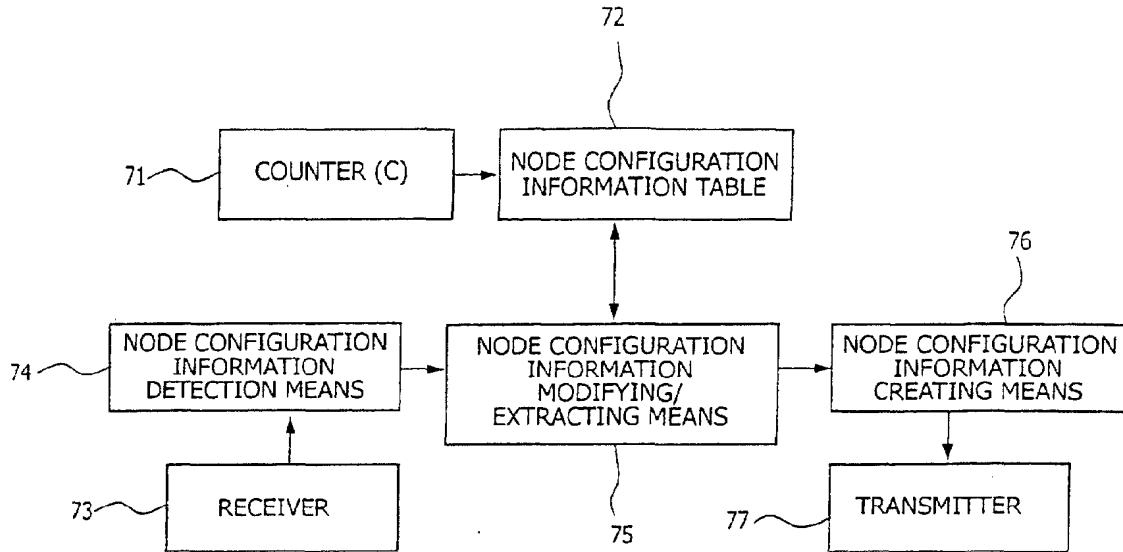 72
71
COUNTER (C)
NODE CONFIGURATION
INFORMATION TABLE
76
74
NODE CONFIGURATION
INFORMATION
DETECTION MEANS
NODE CONFIGURATION
INFORMATION
MODIFYING/
EXTRACTING MEANS
NODE CONFIGURATION
INFORMATION
CREATING MEANS
73
RECEIVER
75
77
TRANSMITTER